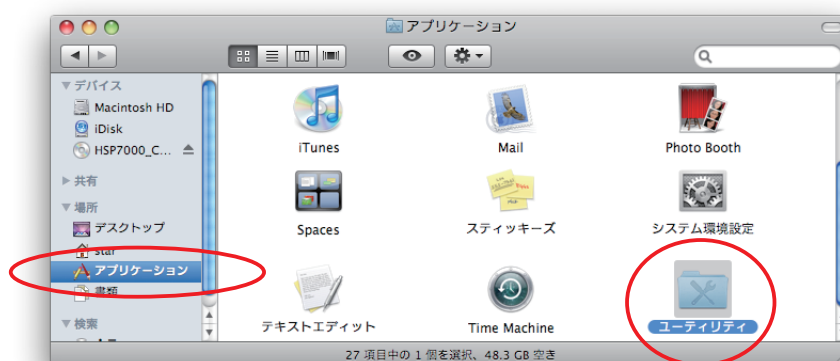 アプリケーション
デバイス
Macintosh HD
iDisk
HSP7000_C...
共有
場所
デスクトップ
star
アプリケーション
書類
検索
iTunes
Mail
Photo Booth
Spaces
スティッキーズ
システム環境設定
テキストエディット
Time Machine
ユーティリティ
27 項目中の 1 個を選択、48.3 GB 空き